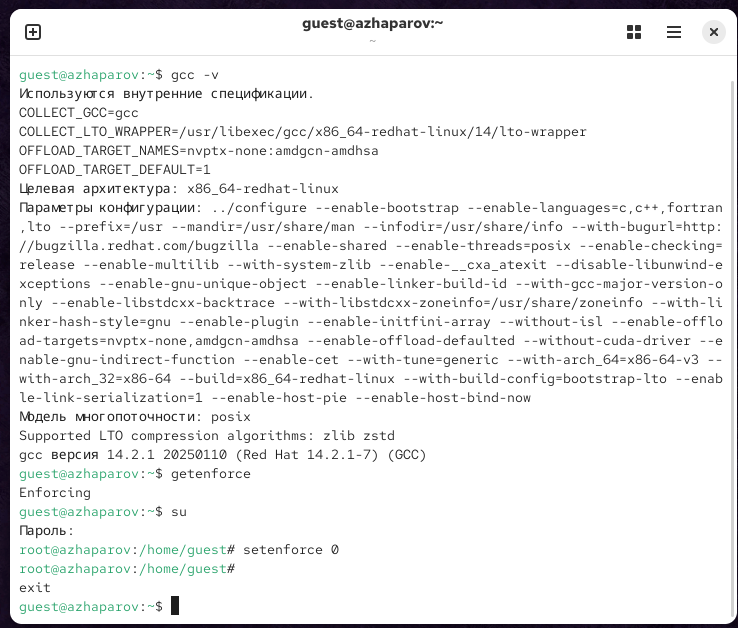 guest@azhaparov:~
~
guest@azhaparov:~$ gcc -v
Используются внутренние спецификации.
COLLECT_GCC=gcc
COLLECT_LTO_WRAPPER=/usr/libexec/gcc/x86_64-redhat-linux/14/lto-wrapper
OFFLOAD_TARGET_NAMES=nvptx-none:amdgcn-amdhsa
OFFLOAD_TARGET_DEFAULT=1
Целевая архитектура: x86_64-redhat-linux
Параметры конфигурации: ../configure --enable-bootstrap --enable-languages=c,c++,fortran
,lto --prefix=/usr --mandir=/usr/share/man --infodir=/usr/share/info --with-bugurl=http:
//bugzilla.redhat.com/bugzilla --enable-shared --enable-threads=posix --enable-checking=
release --enable-multilib --with-system-zlib --enable-__cxa_atexit --disable-libunwind-e
xceptions --enable-gnu-unique-object --enable-linker-build-id --with-gcc-major-version-o
nly --enable-libstdcxx-backtrace --with-libstdcxx-zoneinfo=/usr/share/zoneinfo --with-li
nker-hash-style=gnu --enable-plugin --enable-initfini-array --without-isl --enable-offlo
ad-targets=nvptx-none,amdgcn-amdhsa --enable-offload-defaulted --without-cuda-driver --e
nable-gnu-indirect-function --enable-cet --with-tune=generic --with-arch_64=x86-64-v3 --
with-arch_32=x86-64 --build=x86_64-redhat-linux --with-build-config=bootstrap-lto --enab
le-link-serialization=1 --enable-host-pie --enable-host-bind-now
Модель многопоточности: posix
Supported LTO compression algorithms: zlib zstd
gcc версия 14.2.1 20250110 (Red Hat 14.2.1-7) (GCC)
guest@azhaparov:~$ getenforce
Enforcing
guest@azhaparov:~$ su
Пароль:
root@azhaparov:/home/guest# setenforce 0
root@azhaparov:/home/guest#
exit
guest@azhaparov:~$